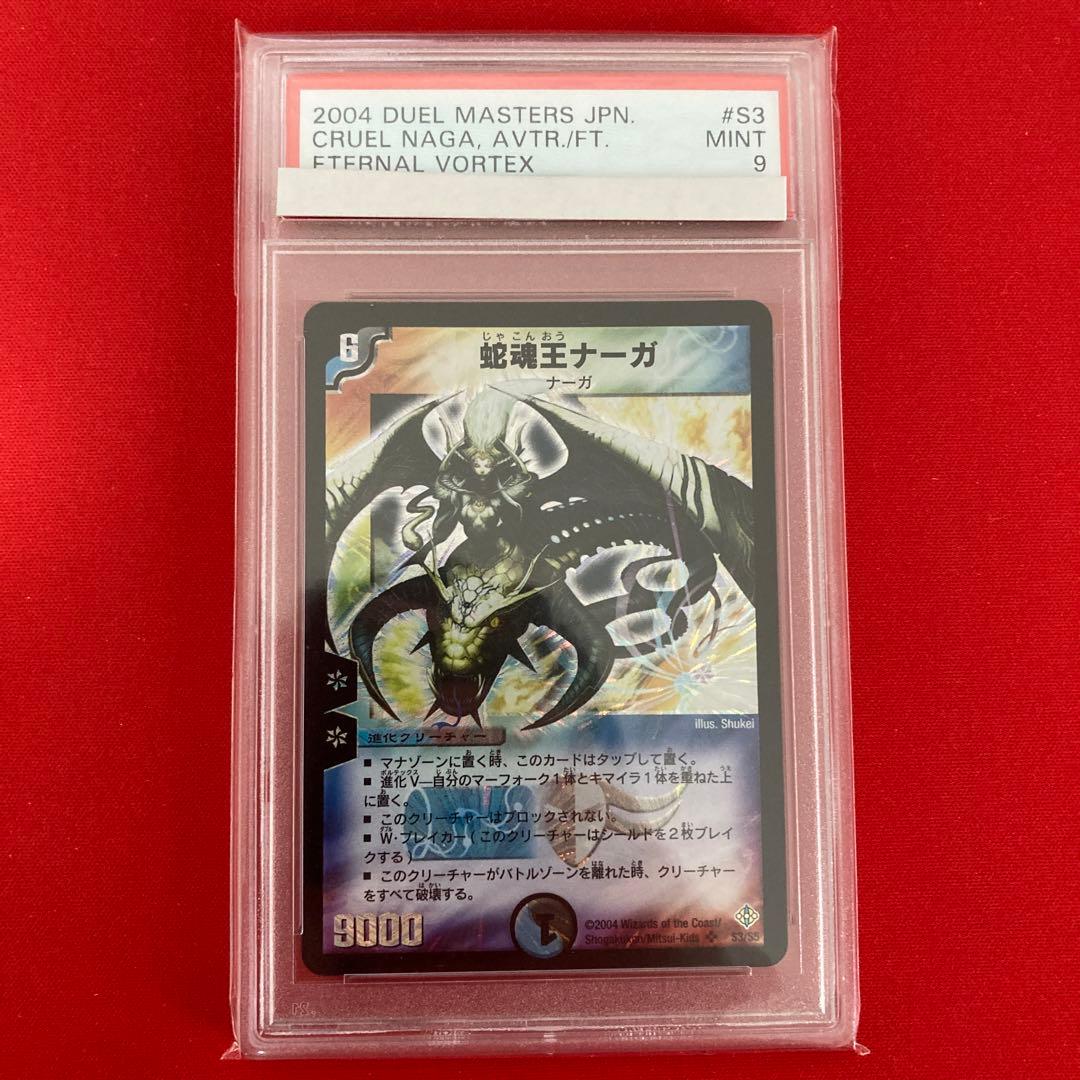 2004 DUEL MASTERS JPN. #S3
CRUEL NAGA, AVTR./FT. MINT
ETERNAL VORTEX 9
6
じゃ こん おう
蛇魂王ナーガ
ナーガ
illus. Shukei
進化クリーチャー
■ マナゾーンに置く時、このカードはタップして置く。
■ 進化V—自分のマーフォーク1体とキマイラ1体を重ねた上
に置く。
■ このクリーチャーはブロックされない。
■ W・ブレイカー(このクリーチャーはシールドを2枚ブレイ
クする)
■ このクリーチャーがバトルゾーンを離れた時、クリーチャー
をすべて破壊する。
9000
1
©2004 Wizards of the Coast/
Shogakukan/Mitsui-Kids S3/S5